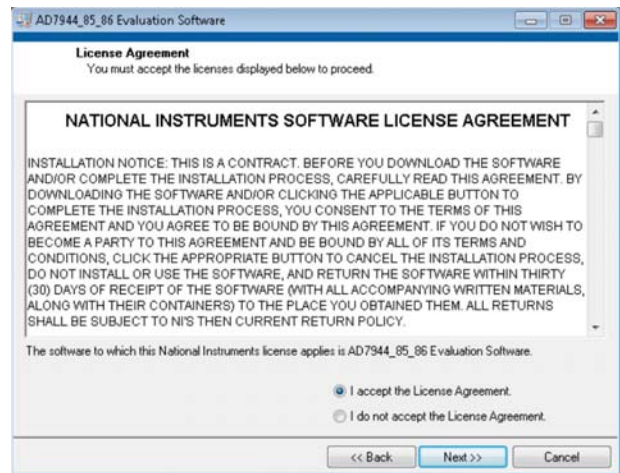 AD7944_85_86 Evaluation Software
License Agreement
You must accept the licenses displayed below to proceed.
NATIONAL INSTRUMENTS SOFTWARE LICENSE AGREEMENT
INSTALLATION NOTICE: THIS IS A CONTRACT. BEFORE YOU DOWNLOAD THE SOFTWARE
AND/OR COMPLETE THE INSTALLATION PROCESS, CAREFULLY READ THIS AGREEMENT. BY
DOWNLOADING THE SOFTWARE AND/OR CLICKING THE APPLICABLE BUTTON TO
COMPLETE THE INSTALLATION PROCESS, YOU CONSENT TO THE TERMS OF THIS
AGREEMENT AND YOU AGREE TO BE BOUND BY THIS AGREEMENT. IF YOU DO NOT WISH TO
BECOME A PARTY TO THIS AGREEMENT AND BE BOUND BY ALL OF ITS TERMS AND
CONDITIONS, CLICK THE APPROPRIATE BUTTON TO CANCEL THE INSTALLATION PROCESS,
DO NOT INSTALL OR USE THE SOFTWARE, AND RETURN THE SOFTWARE WITHIN THIRTY
(30) DAYS OF RECEIPT OF THE SOFTWARE (WITH ALL ACCOMPANYING WRITTEN MATERIALS,
ALONG WITH THEIR CONTAINERS) TO THE PLACE YOU OBTAINED THEM. ALL RETURNS
SHALL BE SUBJECT TO NI'S THEN CURRENT RETURN POLICY.
The software to which this National Instruments license applies is AD7944_85_86 Evaluation Software.
I accept the License Agreement.
I do not accept the License Agreement.
<< Back Next >> Cancel